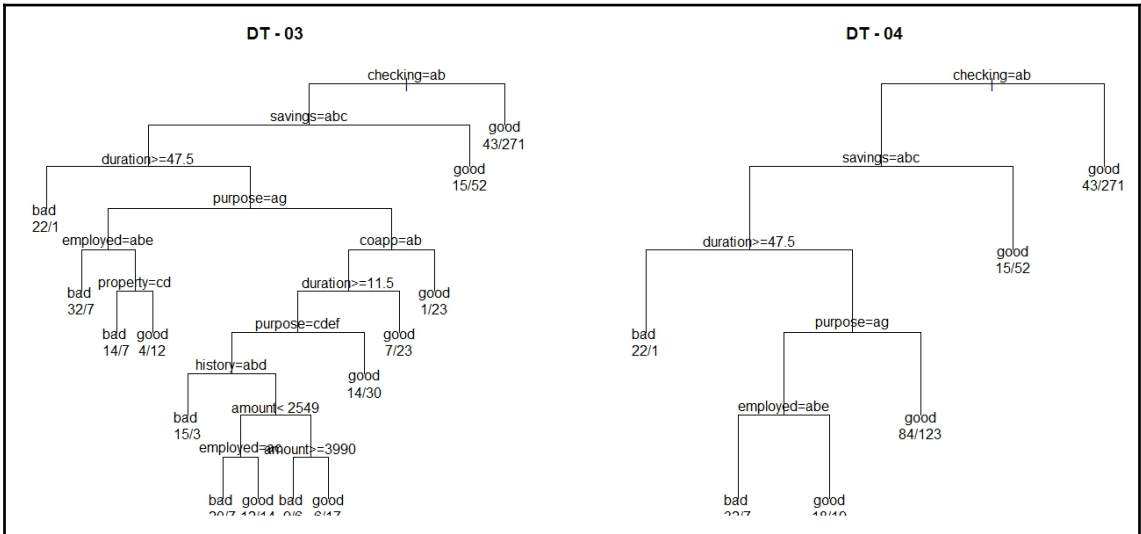 DT - 03
checking=ab
savings=abc
good
43/271
duration>=47.5
good
15/52
purpose=ag
bad
22/1
employed=abe
coapp=ab
property=cd
duration>=11.5
bad
32/7
good
1/23
purpose=cdef
bad good
14/7 4/12
good
7/23
history=abd
good
14/30
amount< 2549
bad
15/3
employed=ac
amount>=3990
bad good bad good
DT - 04
checking=ab
savings=abc
good
43/271
duration>=47.5
good
15/52
purpose=ag
bad
22/1
employed=abe
good
84/123
bad good